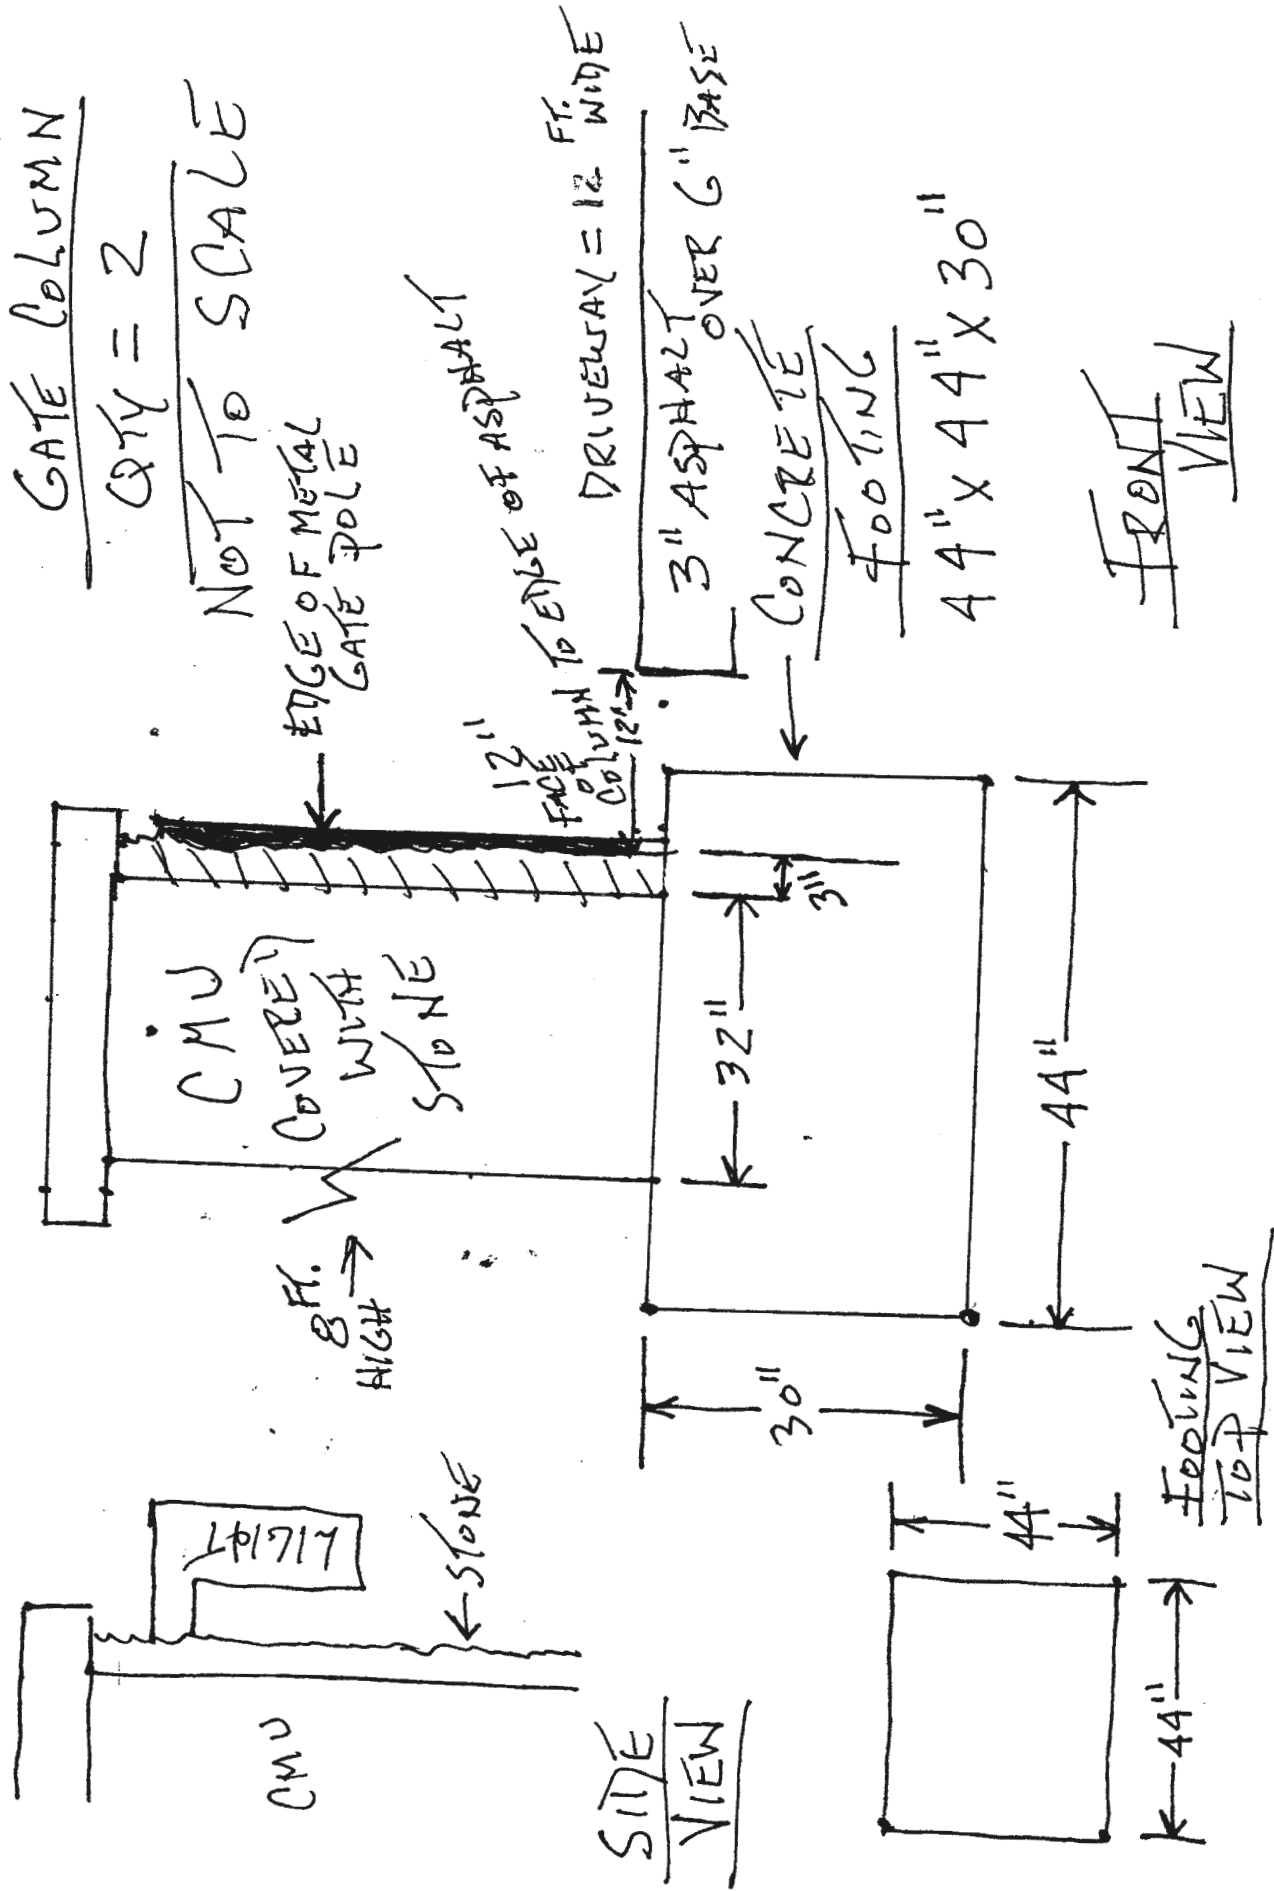 GATE COLUMN
QTY = 2
NOT TO SCALE
EDGE OF METAL
GATE POLE
12"
FACE
OF
COLUMN TO EDGE OF ASPHALT
12"
DRIVEWAY = 12 FT.
WIDE
3" ASPHALT
OVER 6" BASE
CONCRETE
FOOTING
44" X 44" X 30"
FRONT
VIEW
CMU
COVERED
WITH
STONE
8 FT.
HIGH
32"
3"
44"
30"
LIGHT
STONE
CMU
SIDE
VIEW
44"
44"
FOOTING
TOP VIEW